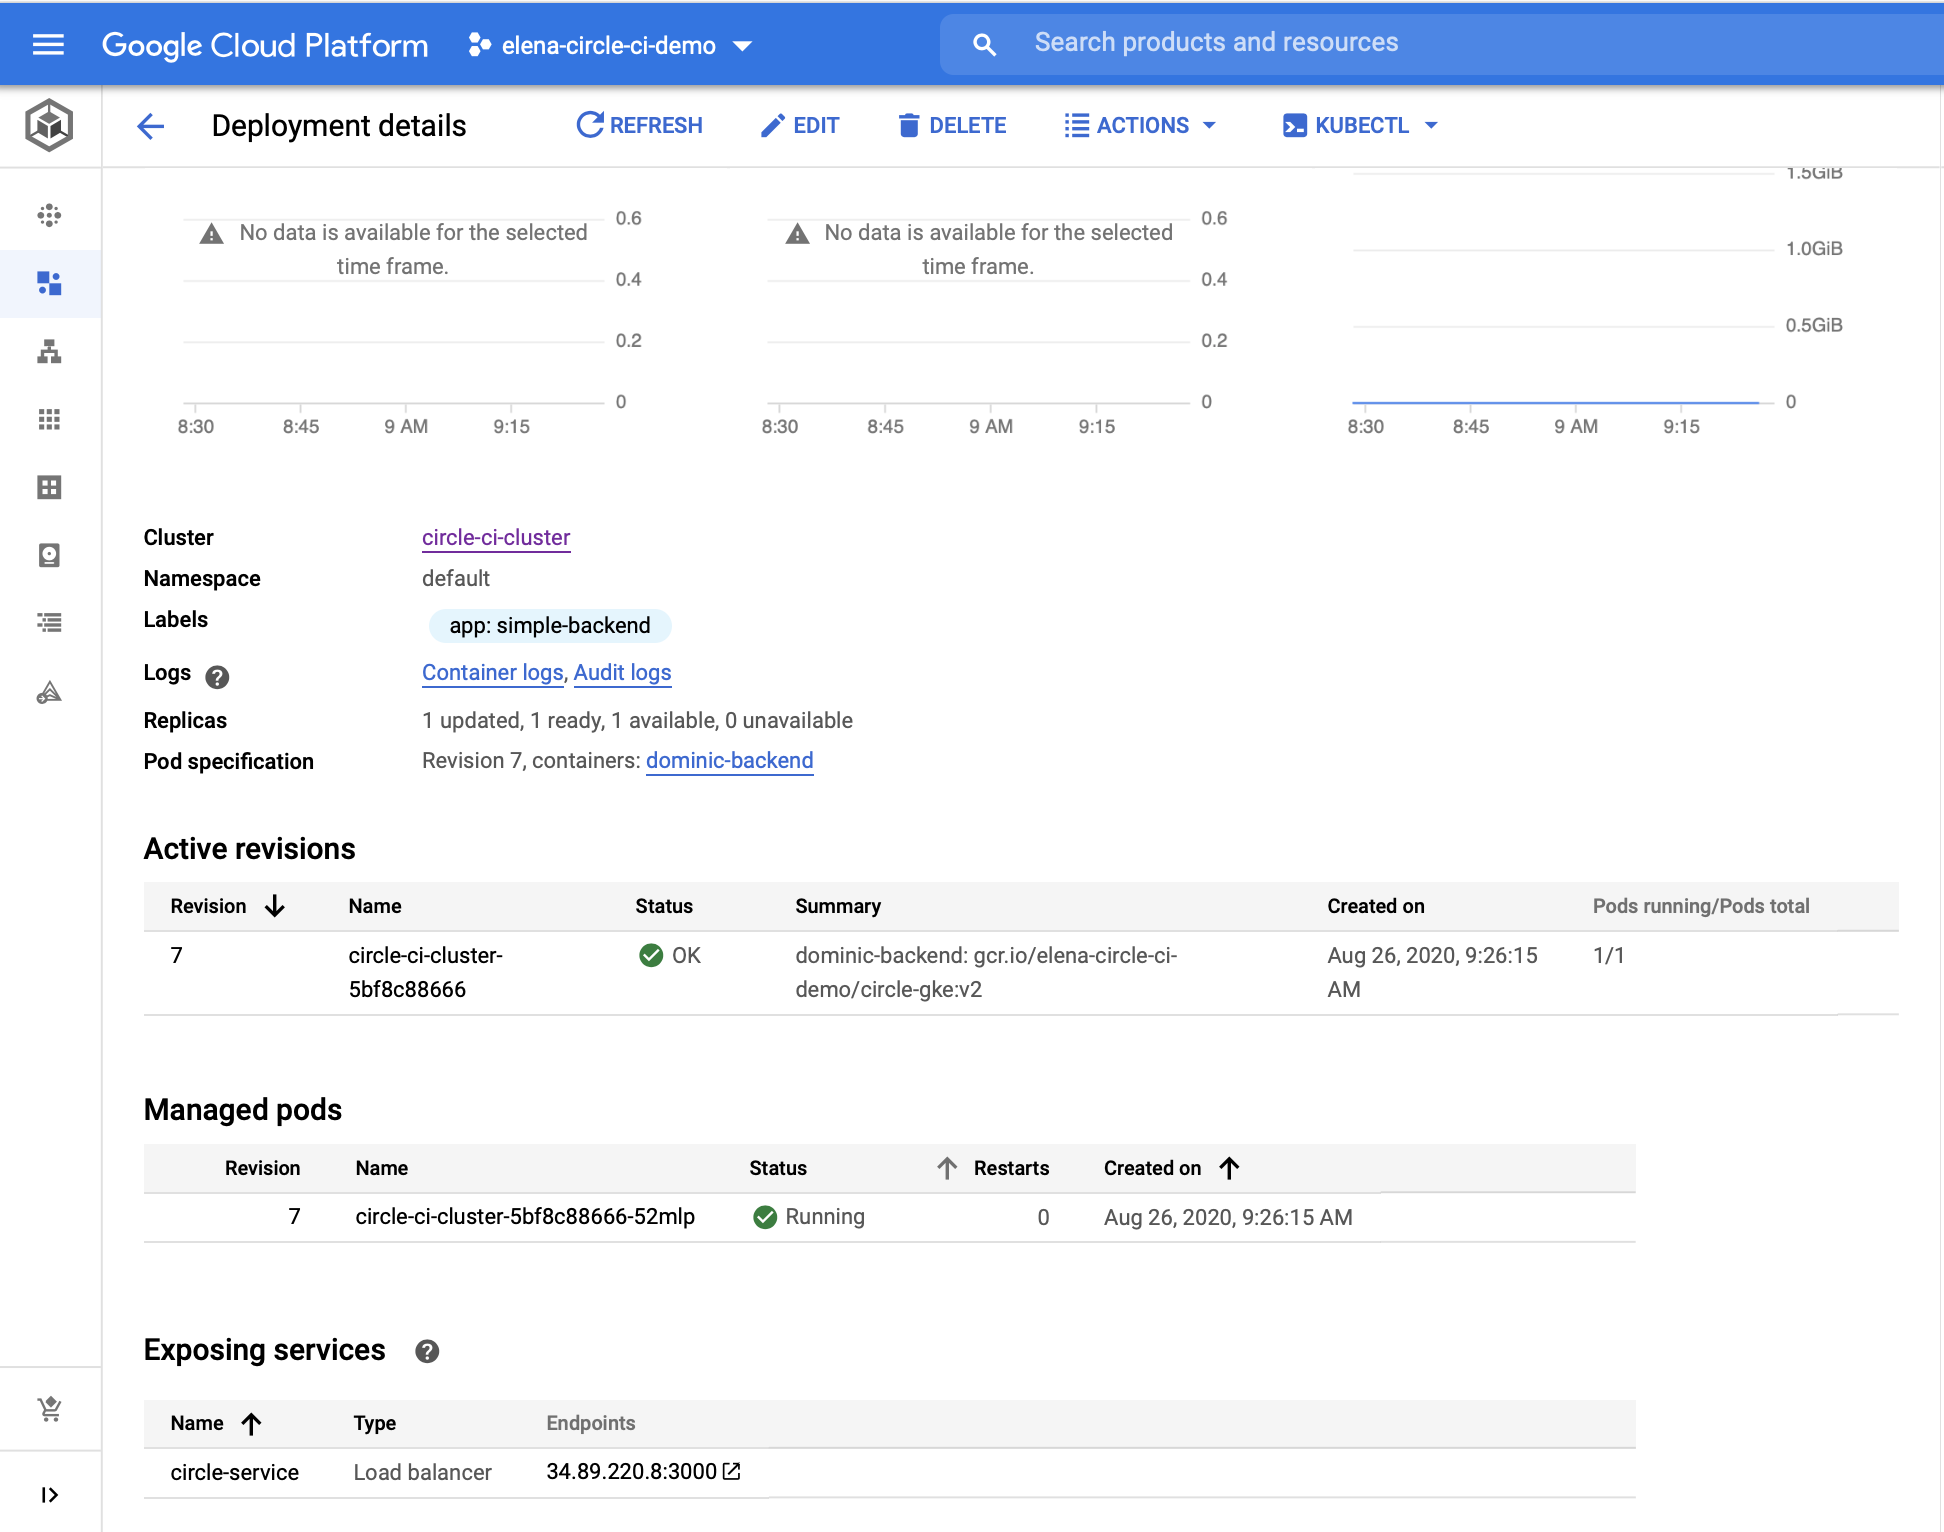 Google Cloud Platform elena-circle-ci-demo Search products and resources
Deployment details REFRESH EDIT DELETE ACTIONS KUBECTL
1.5GiB
No data is available for the selected
time frame.
0.6
0.4
0.2
0
8:30 8:45 9 AM 9:15
No data is available for the selected
time frame.
0.6
0.4
0.2
0
8:30 8:45 9 AM 9:15
1.0GiB
0.5GiB
0
8:30 8:45 9 AM 9:15
Cluster circle-ci-cluster
Namespace default
Labels app: simple-backend
Logs ? Container logs, Audit logs
Replicas 1 updated, 1 ready, 1 available, 0 unavailable
Pod specification Revision 7, containers: dominic-backend
Active revisions
Revision Name Status Summary Created on Pods running/Pods total
7 circle-ci-cluster- OK dominic-backend: gcr.io/elena-circle-ci- Aug 26, 2020, 9:26:15 1/1
5bf8c88666 demo/circle-gke:v2 AM
Managed pods
Revision Name Status Restarts Created on
7 circle-ci-cluster-5bf8c88666-52mlp Running 0 Aug 26, 2020, 9:26:15 AM
Exposing services ?
Name Type Endpoints
circle-service Load balancer 34.89.220.8:3000